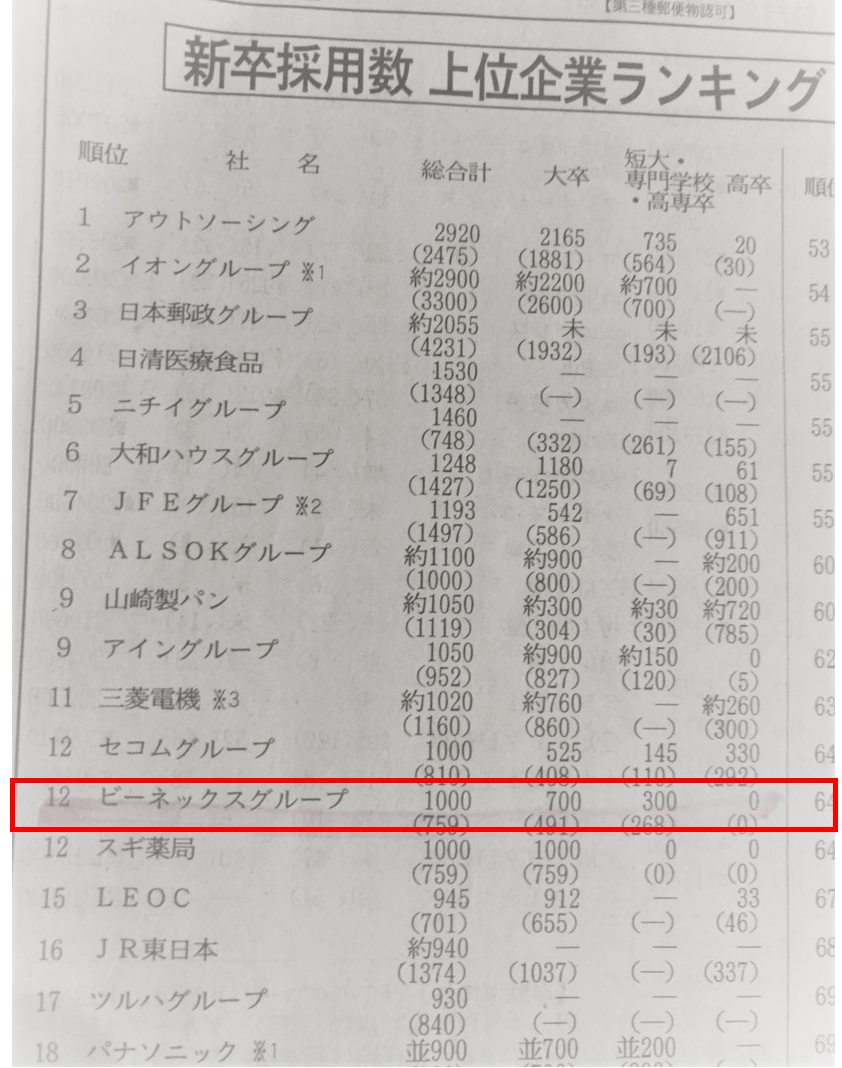 【第三種郵便物認可】
新卒採用数 上位企業ランキング
順位 社 名 総合計 大卒 短大・専門学校・高専卒 高卒 順位
1 アウトソーシング 2920 2165 735 20 53
(2475) (1881) (564) (30)
2 イオングループ ※1 約2900 約2200 約700 — 54
(3300) (2600) (700) (—)
3 日本郵政グループ 約2055 未 未 未 55
(4231) (1932) (193) (2106)
4 日清医療食品 1530 — — — 55
(1348) (—) (—) (—)
5 ニチイグループ 1460 — — — 55
(748) (332) (261) (155)
6 大和ハウスグループ 1248 1180 7 61 55
(1427) (1250) (69) (108)
7 JFEグループ ※2 1193 542 — 651 55
(1497) (586) (—) (911)
8 ALSOKグループ 約1100 約900 — 約200 60
(1000) (800) (—) (200)
9 山崎製パン 約1050 約300 約30 約720 60
(1119) (304) (30) (785)
9 アイングループ 1050 約900 約150 0 62
(952) (827) (120) (5)
11 三菱電機 ※3 約1020 約760 — 約260 63
(1160) (860) (—) (300)
12 セコムグループ 1000 525 145 330 64
(810) (408) (110) (292)
12 ビーネックスグループ 1000 700 300 0 64
(759) (491) (268) (0)
12 スギ薬局 1000 1000 0 0 64
(759) (759) (0) (0)
15 LEOC 945 912 — 33 67
(701) (655) (—) (46)
16 JR東日本 約940 — — — 68
(1374) (1037) (—) (337)
17 ツルハグループ 930 — — — 69
(840) (—) (—) (—)
18 パナソニック ※1 並900 並700 並200 — 69